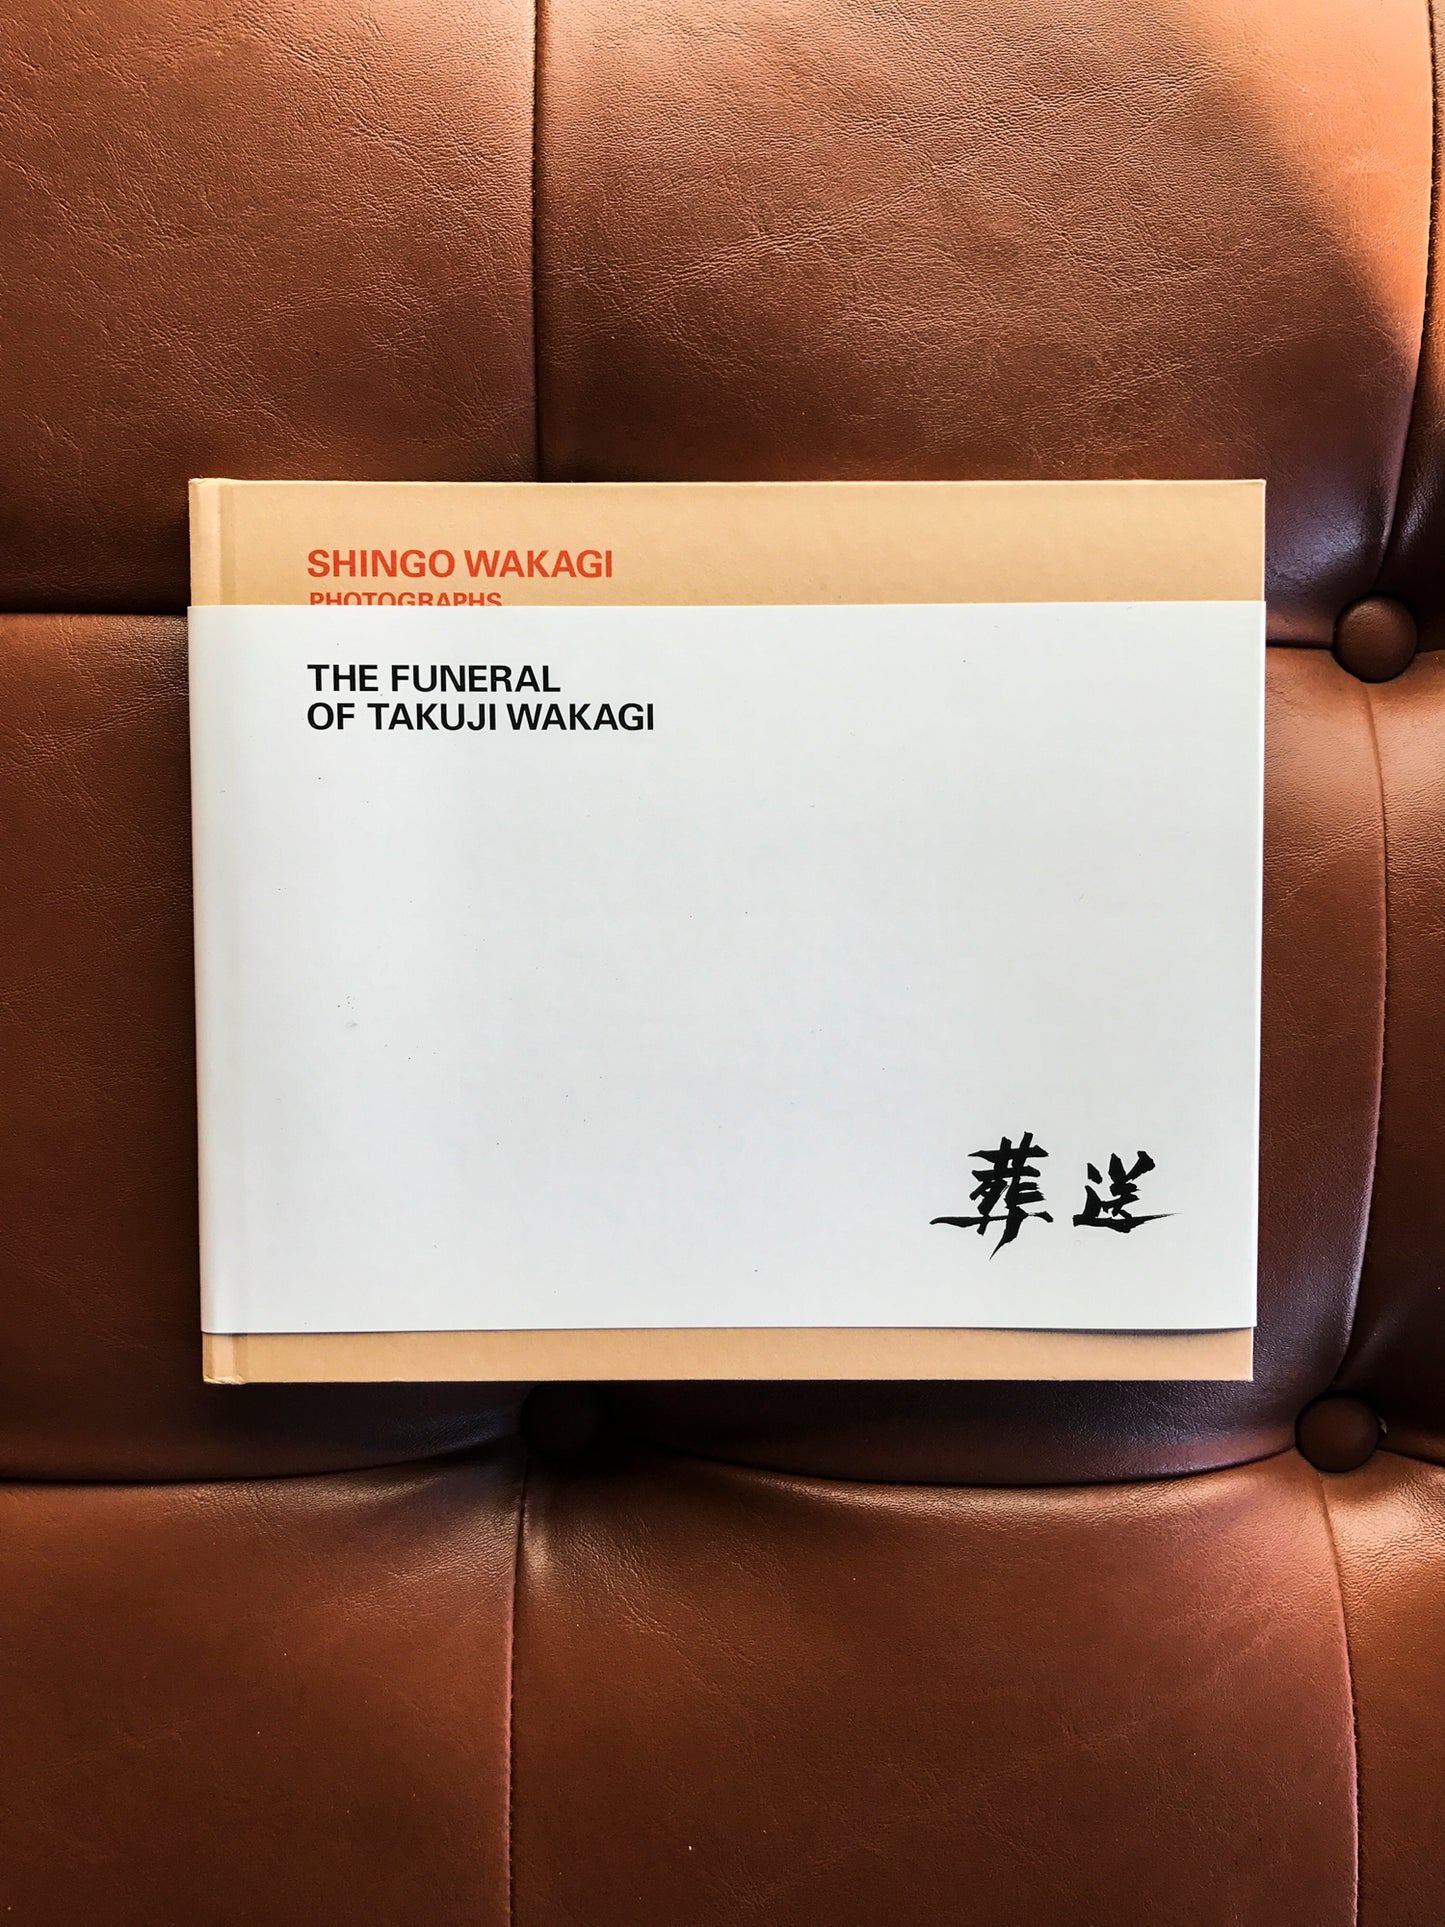 SHINGO WAKAGI
PHOTOGRAPHS
THE FUNERAL
OF TAKUJI WAKAGI
葬送